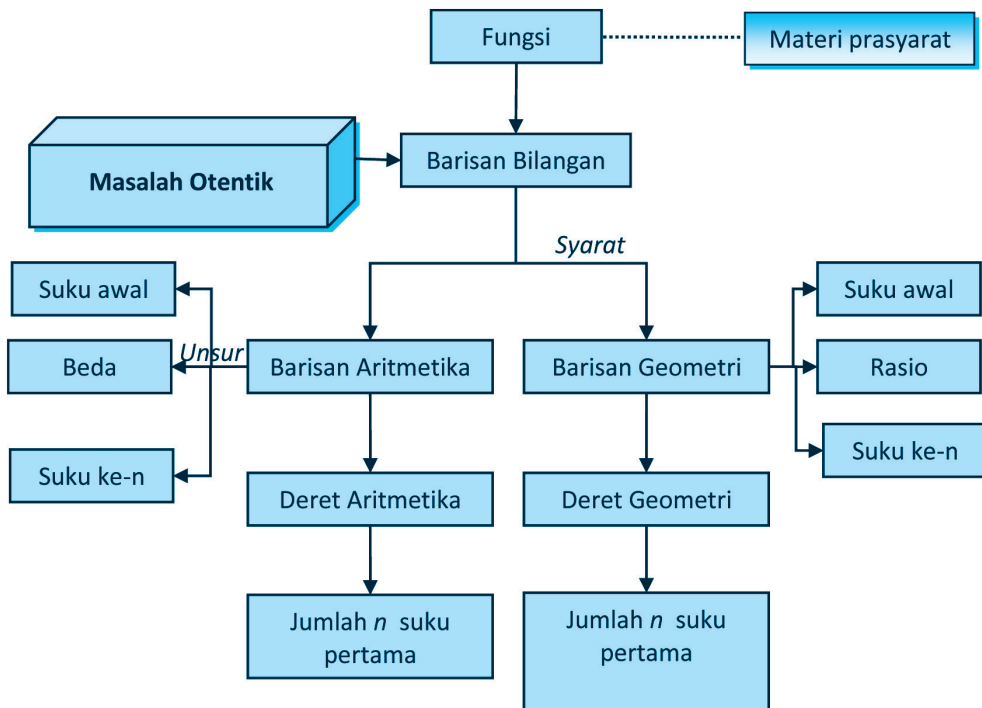 Fungsi
Materi prasyarat
Masalah Otentik
Barisan Bilangan
Syarat
Suku awal
Suku awal
Beda
Unsur
Barisan Aritmetika
Barisan Geometri
Rasio
Suku ke-n
Suku ke-n
Deret Aritmetika
Deret Geometri
Jumlah n suku
pertama
Jumlah n suku
pertama